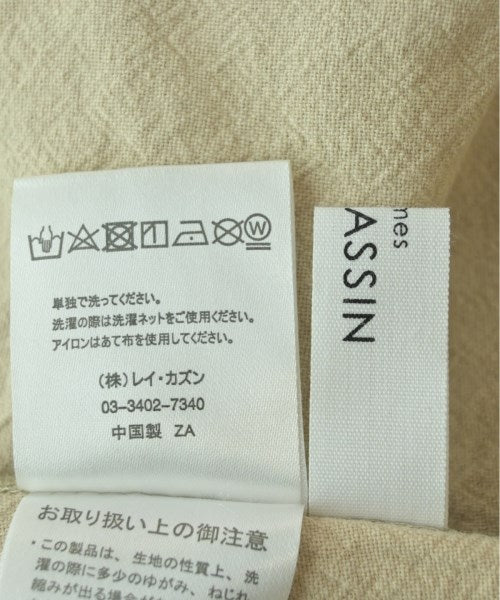 W
単独で洗ってください。
洗濯の際は洗濯ネットをご使用ください。
アイロンはあて布を使用してください。
(株)レイ・カズン
03-3402-7340
中国製 ZA
mes
ASSIN
お取り扱い上の御注意
・この製品は、生地の性質上、洗
濯の際に多少のゆがみ、ねじれ
縮みが出る場合が